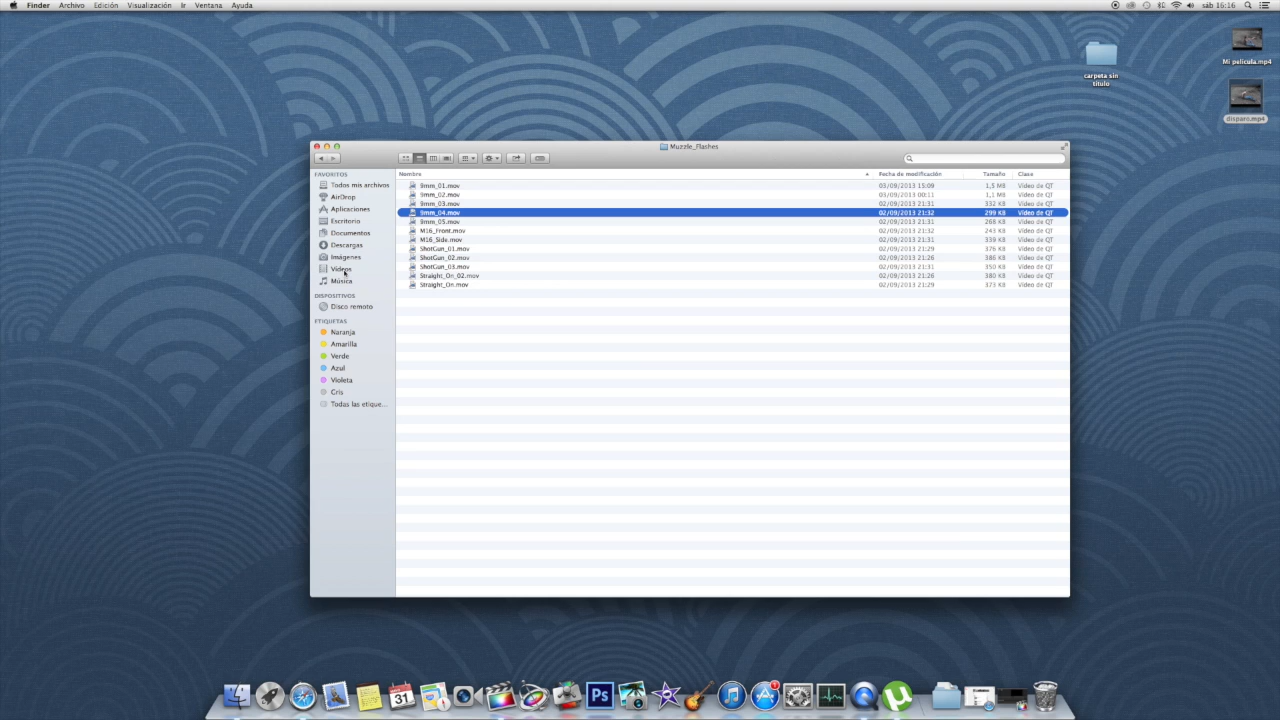 Finder Archivo Edición Visualización Ir Ventana Ayuda
sáb 16:16
Mi película.mp4
carpeta sin
título
disparo.mp4
Muzzle_Flashes
FAVORITOS
Todos mis archivos
AirDrop
Aplicaciones
Escritorio
Documentos
Descargas
Imágenes
Vídeos
Música
DISPOSITIVOS
Disco remoto
ETIQUETAS
Naranja
Amarilla
Verde
Azul
Violeta
Gris
Todas las etique...
Nombre Fecha de modificación Tamaño Clase
9mm_01.mov 03/09/2013 15:09 1,5 MB Vídeo de QT
9mm_02.mov 03/09/2013 00:11 1,1 MB Vídeo de QT
9mm_03.mov 02/09/2013 21:31 332 KB Vídeo de QT
9mm_04.mov 02/09/2013 21:32 299 KB Vídeo de QT
9mm_05.mov 02/09/2013 21:31 268 KB Vídeo de QT
M16_Front.mov 02/09/2013 21:32 243 KB Vídeo de QT
M16_Side.mov 02/09/2013 21:31 339 KB Vídeo de QT
ShotGun_01.mov 02/09/2013 21:29 376 KB Vídeo de QT
ShotGun_02.mov 02/09/2013 21:26 386 KB Vídeo de QT
ShotGun_03.mov 02/09/2013 21:31 350 KB Vídeo de QT
Straight_On_02.mov 02/09/2013 21:26 380 KB Vídeo de QT
Straight_On.mov 02/09/2013 21:29 373 KB Vídeo de QT
31
Ps
1